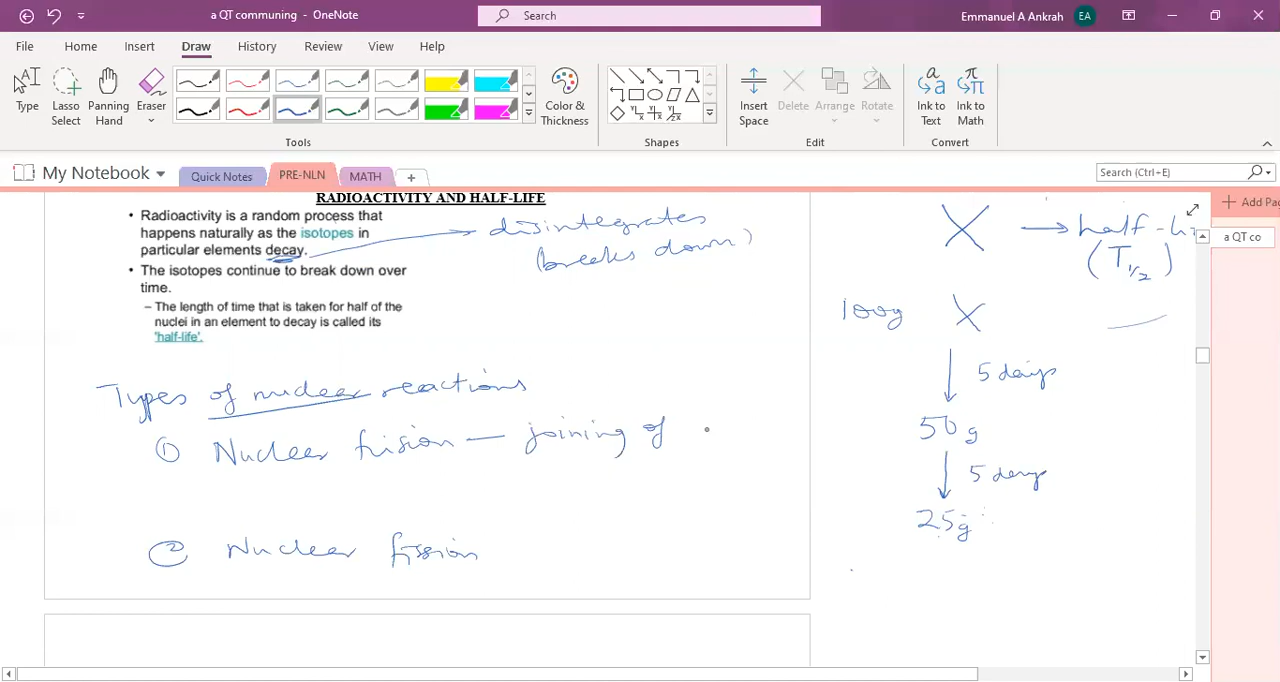 a QT communing - OneNote
Search
Emmanuel A Ankrah
EA
File Home Insert Draw History Review View Help
Type
Lasso Select
Panning Hand
Eraser
Color & Thickness
Insert Space
Delete
Arrange
Rotate
Ink to Text
Ink to Math
Tools
Shapes
Edit
Convert
My Notebook
Quick Notes
PRE-NLN
MATH
Search (Ctrl+E)
Add Pag
a QT co
RADIOACTIVITY AND HALF-LIFE
• Radioactivity is a random process that
happens naturally as the isotopes in
particular elements decay.
• The isotopes continue to break down over
time.
– The length of time that is taken for half of the
nuclei in an element to decay is called its
'half-life'.
disintegrates
(breaks down)
Types of nuclear reactions
① Nuclear fusion — joining of
② Nuclear fission
X → half-li
(T1/2)
100g X
↓ 5 days
50 g
↓ 5 days
25g